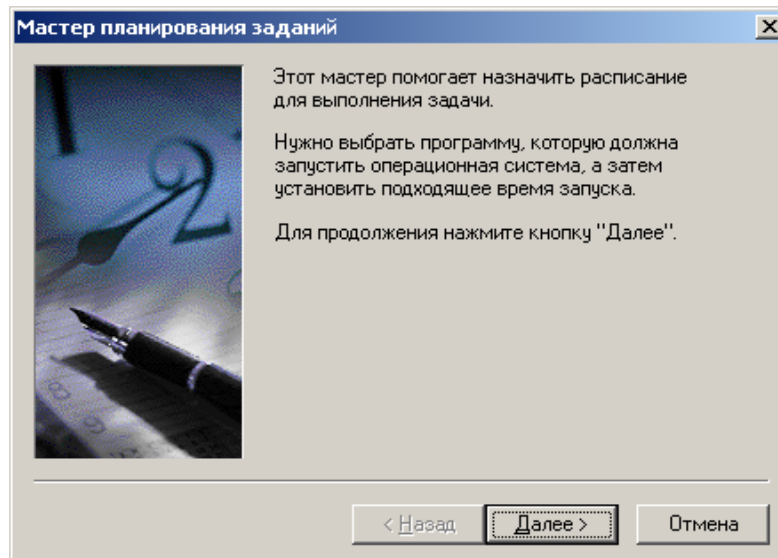 Мастер планирования заданий
Этот мастер помогает назначить расписание
для выполнения задачи.
Нужно выбрать программу, которую должна
запустить операционная система, а затем
установить подходящее время запуска.
Для продолжения нажмите кнопку "Далее".
< Назад
Далее >
Отмена